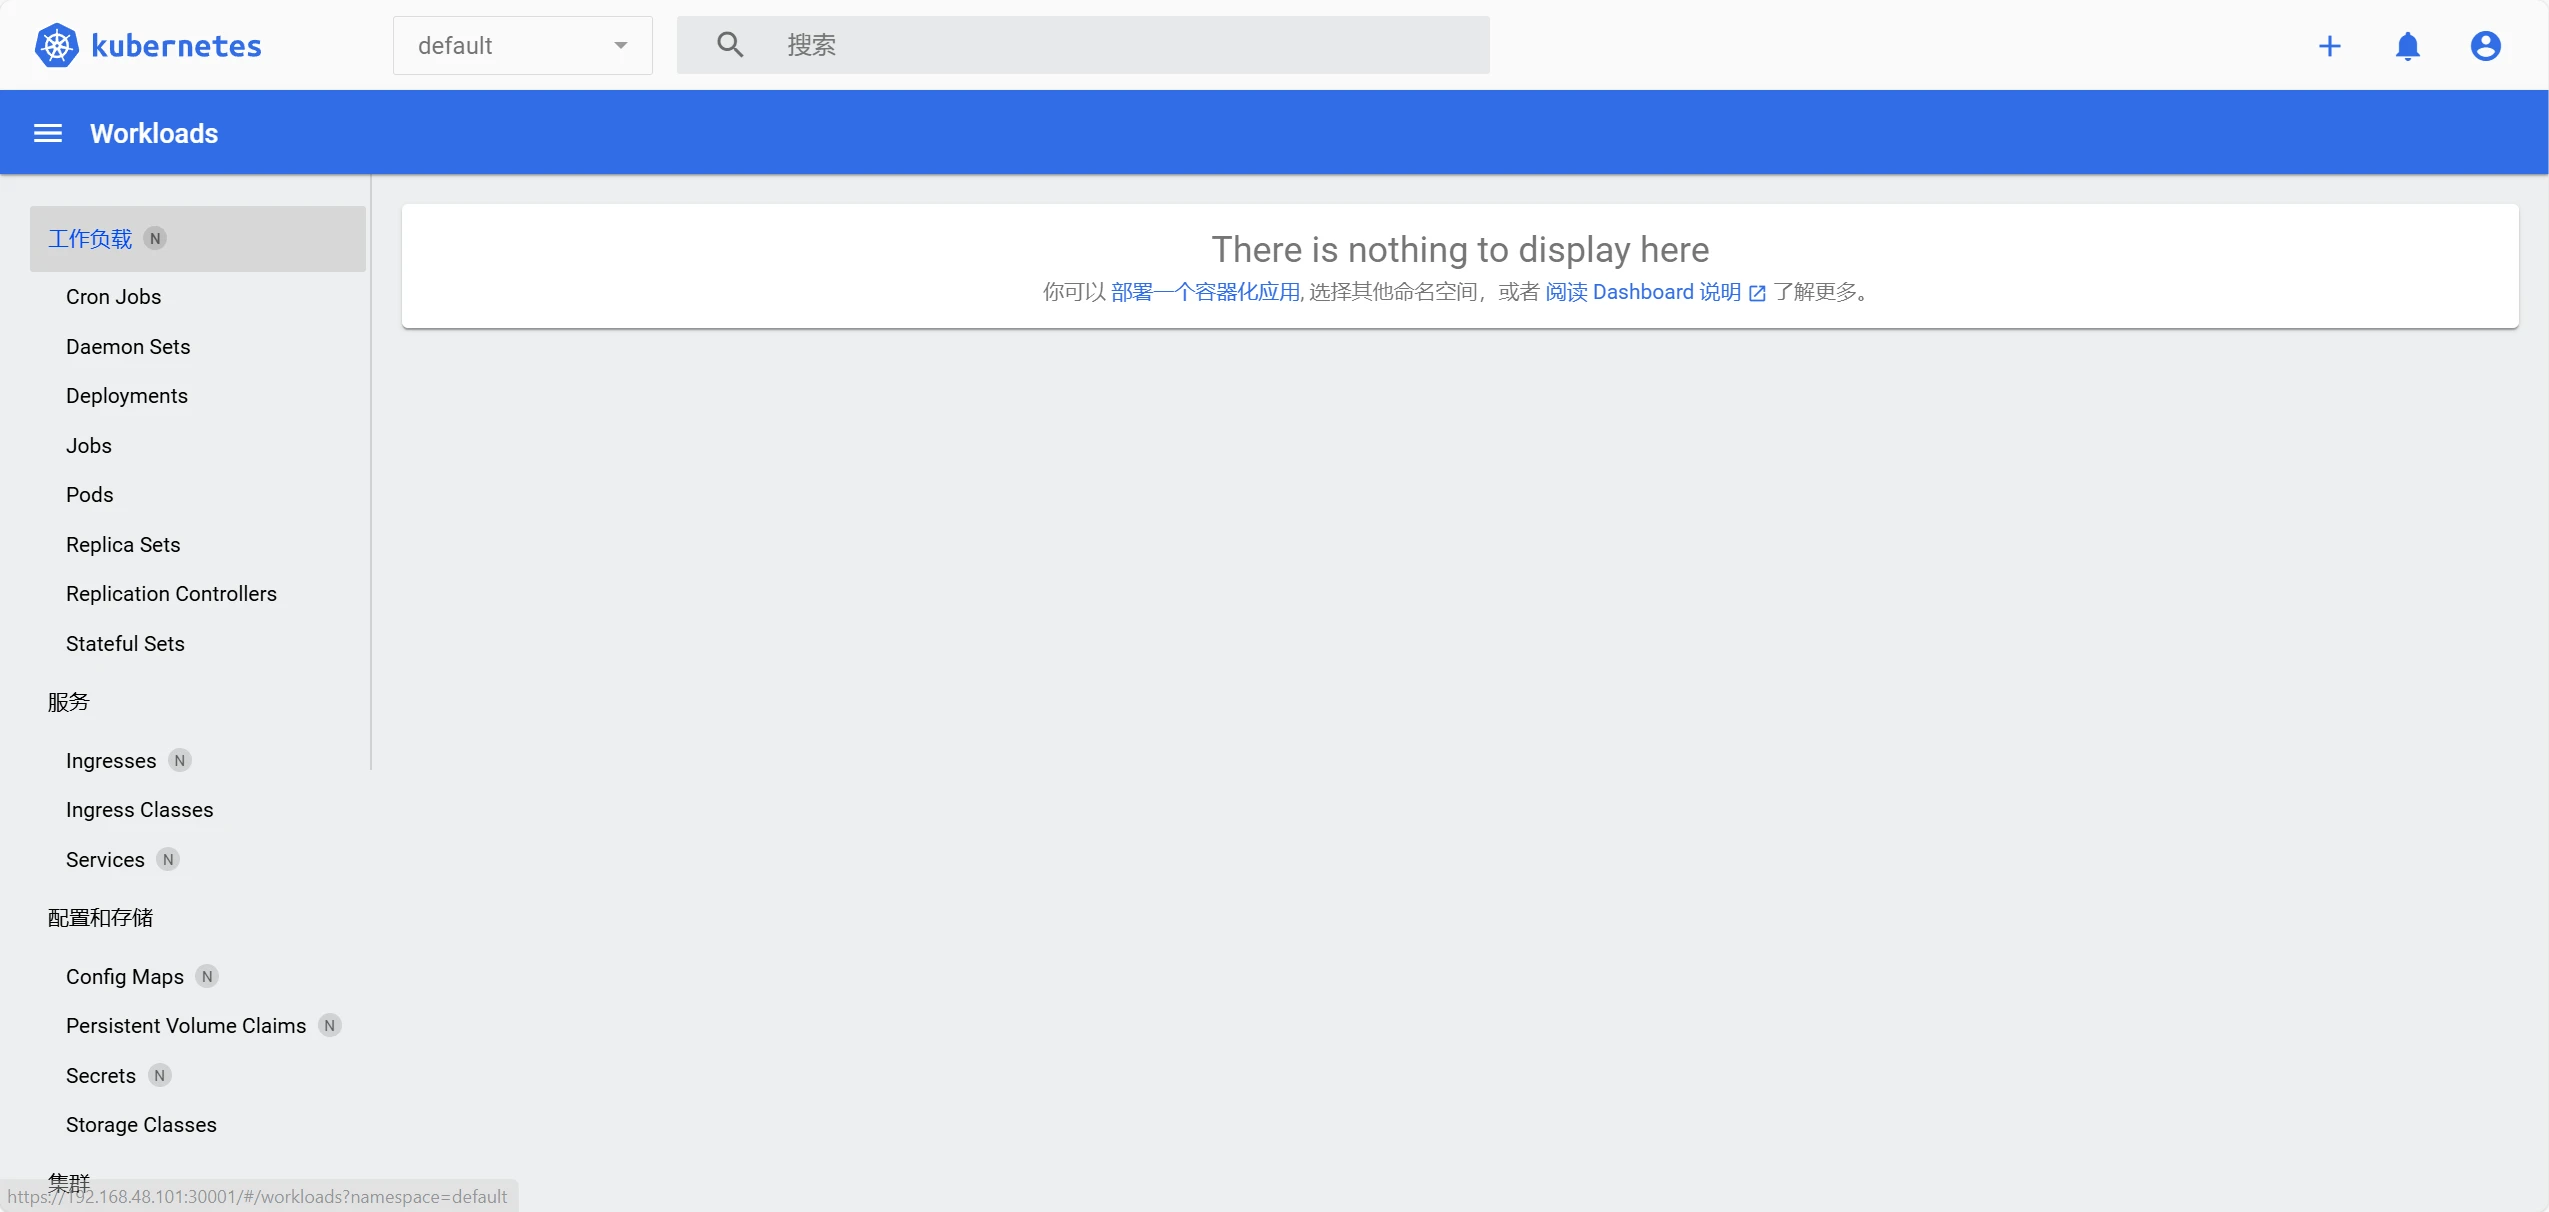 kubernetes
default
搜索
Workloads
工作负载 N
Cron Jobs
Daemon Sets
Deployments
Jobs
Pods
Replica Sets
Replication Controllers
Stateful Sets
服务
Ingresses N
Ingress Classes
Services N
配置和存储
Config Maps N
Persistent Volume Claims N
Secrets N
Storage Classes
集群
There is nothing to display here
你可以 部署一个容器化应用, 选择其他命名空间，或者 阅读 Dashboard 说明 了解更多。
https://192.168.48.101:30001/#/workloads?namespace=default